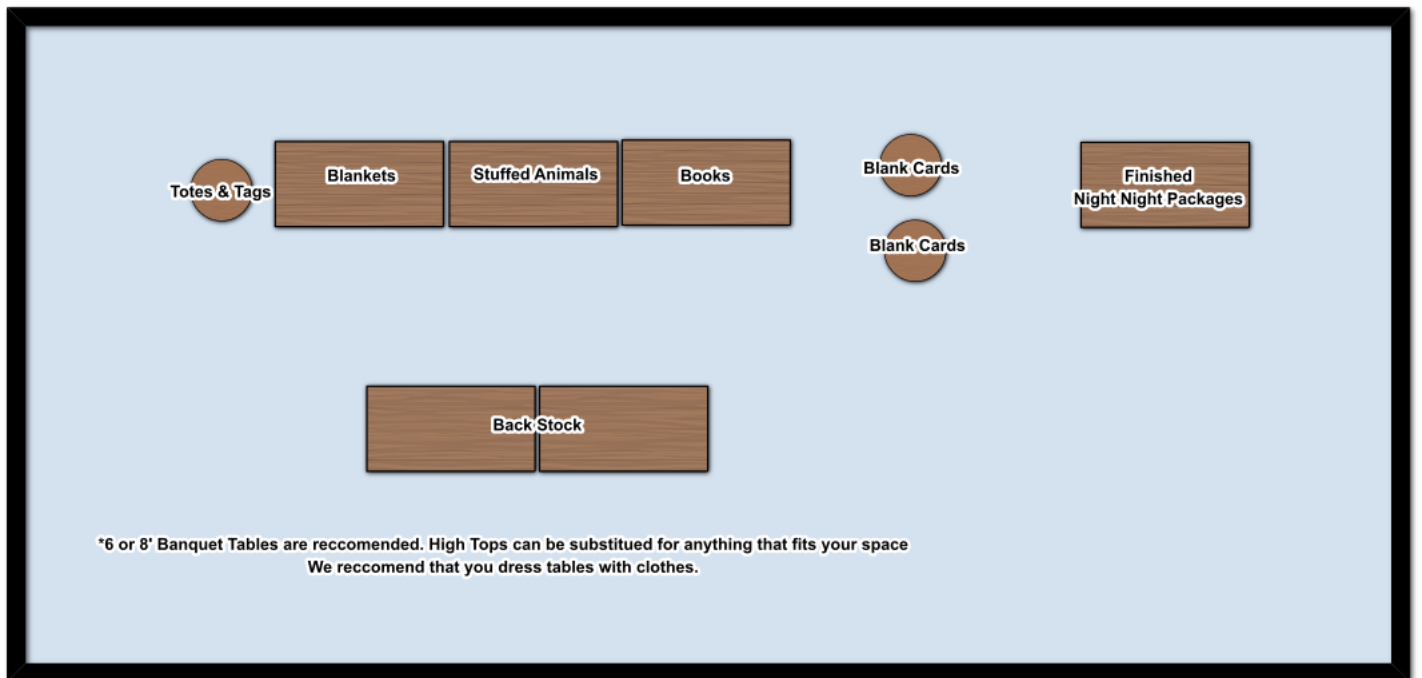 Totes & Tags
Blankets
Stuffed Animals
Books
Blank Cards
Blank Cards
Finished
Night Night Packages
Back Stock
*6 or 8' Banquet Tables are reccomended. High Tops can be substitued for anything that fits your space
We reccomend that you dress tables with clothes.